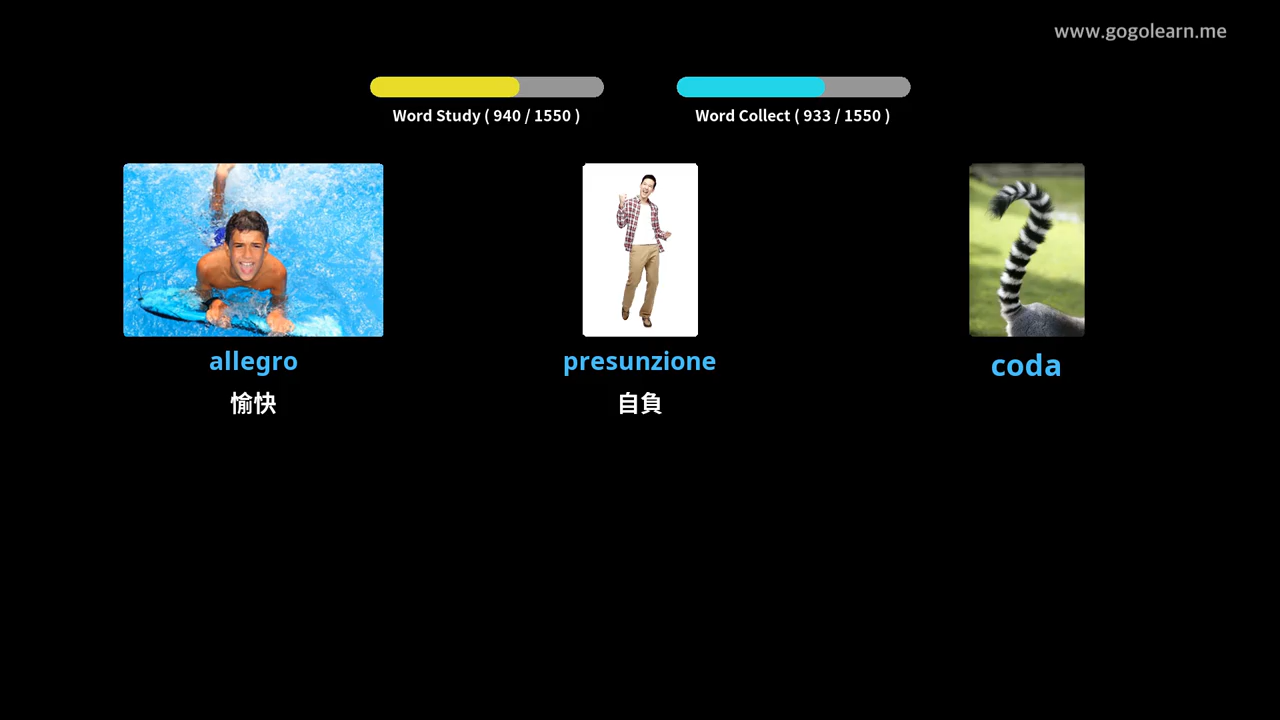 www.gogolearn.me
Word Study ( 940 / 1550 )
Word Collect ( 933 / 1550 )
allegro
presunzione
coda
愉快
自負